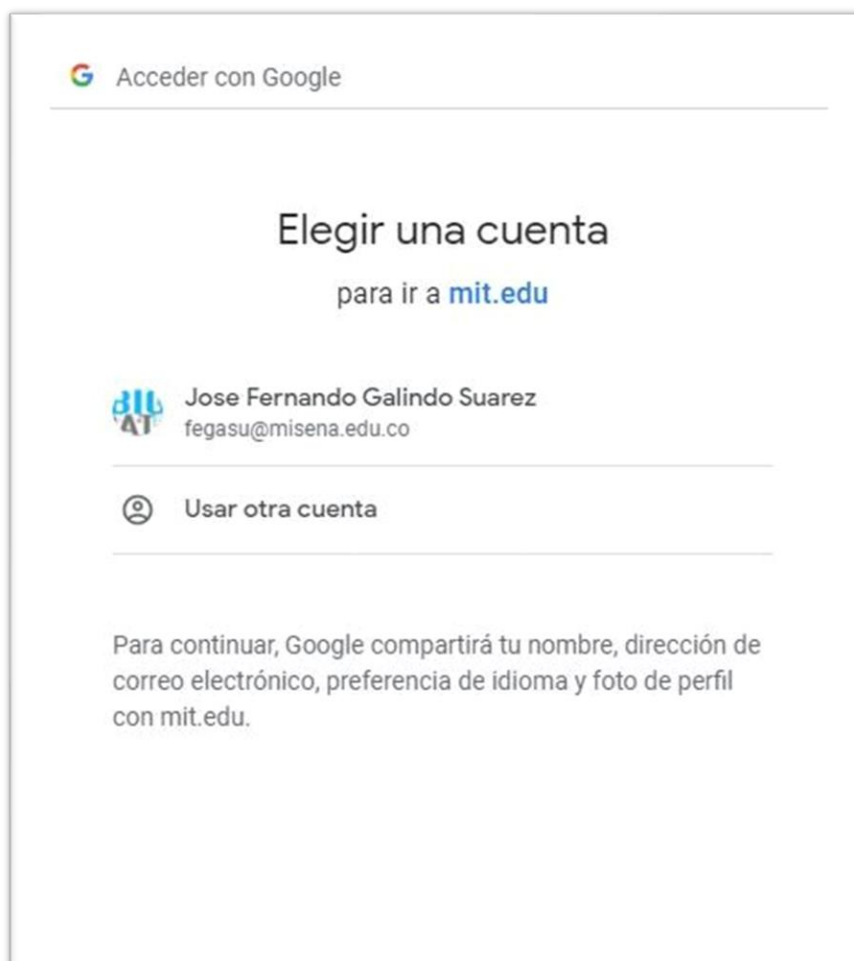 Acceder con Google
Elegir una cuenta
para ir a mit.edu
Jose Fernando Galindo Suarez
fegasu@misena.edu.co
Usar otra cuenta
Para continuar, Google compartirá tu nombre, dirección de
correo electrónico, preferencia de idioma y foto de perfil
con mit.edu.